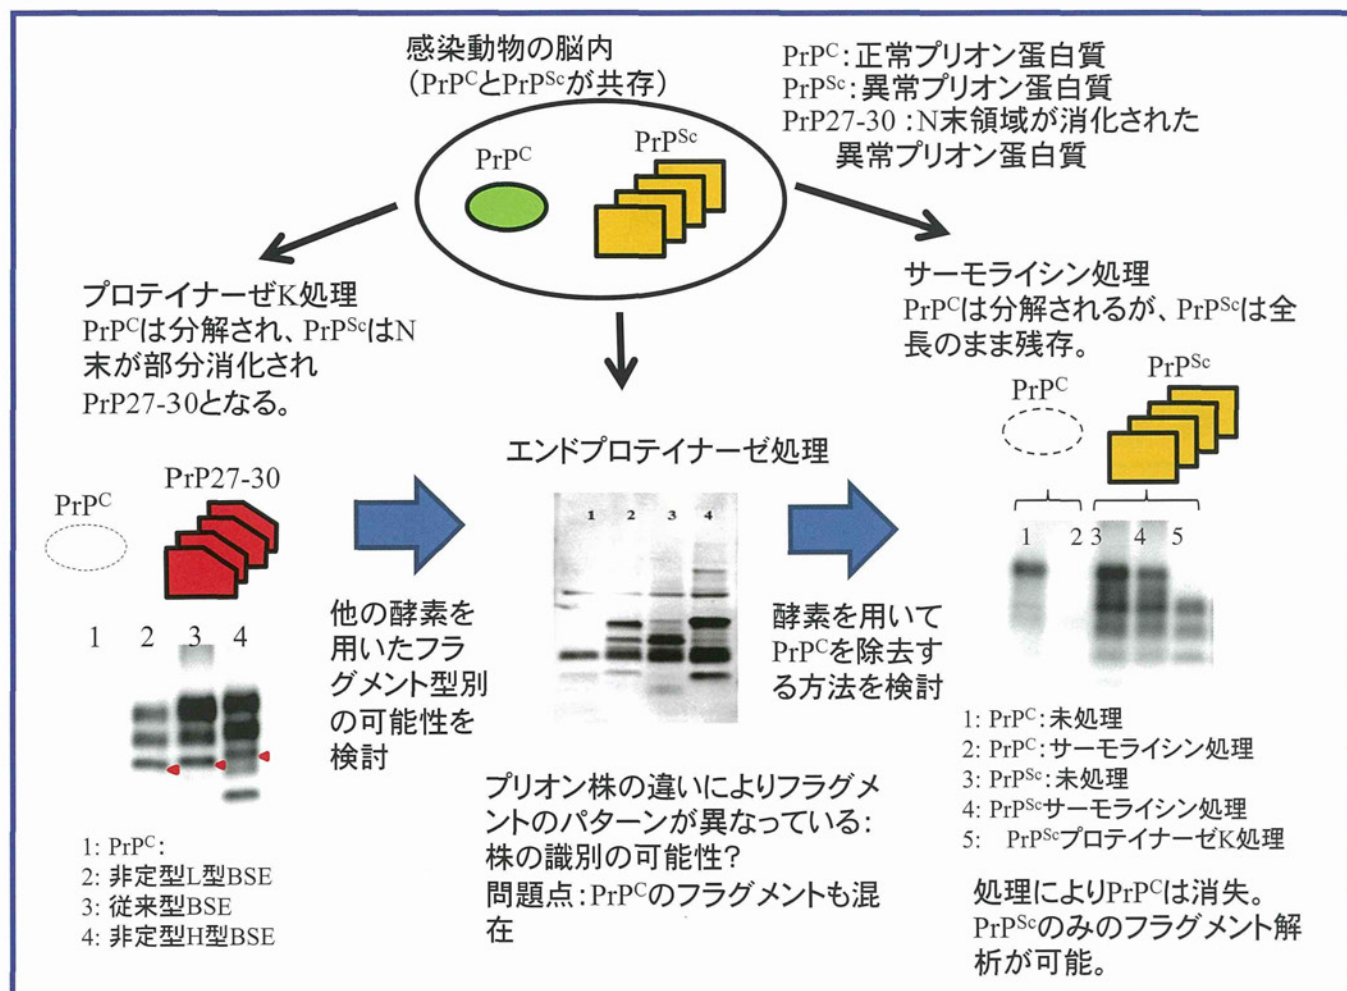 感染動物の脳内
(PrPCとPrPScが共存)
PrPC
PrPSc
PrPC:正常プリオン蛋白質
PrPSc:異常プリオン蛋白質
PrP27-30 :N末領域が消化された
異常プリオン蛋白質
プロテイナーぜK処理
PrPCは分解され、PrPScはN
末が部分消化され
PrP27-30となる。
PrP27-30
PrPC
1 2 3 4
1: PrPC:
2: 非定型L型BSE
3: 従来型BSE
4: 非定型H型BSE
他の酵素を
用いたフラ
グメント型別
の可能性を
検討
エンドプロテイナーゼ処理
1 2 3 4
プリオン株の違いによりフラグメ
ントのパターンが異なっている:
株の識別の可能性?
問題点:PrPCのフラグメントも混
在
酵素を用いて
PrPCを除去す
る方法を検討
サーモライシン処理
PrPCは分解されるが、PrPScは全
長のまま残存。
PrPSc
PrPC
1 2 3 4 5
1: PrPC:未処理
2: PrPC:サーモライシン処理
3: PrPSc:未処理
4: PrPScサーモライシン処理
5: PrPScプロテイナーゼK処理
処理によりPrPCは消失。
PrPScのみのフラグメント解
析が可能。